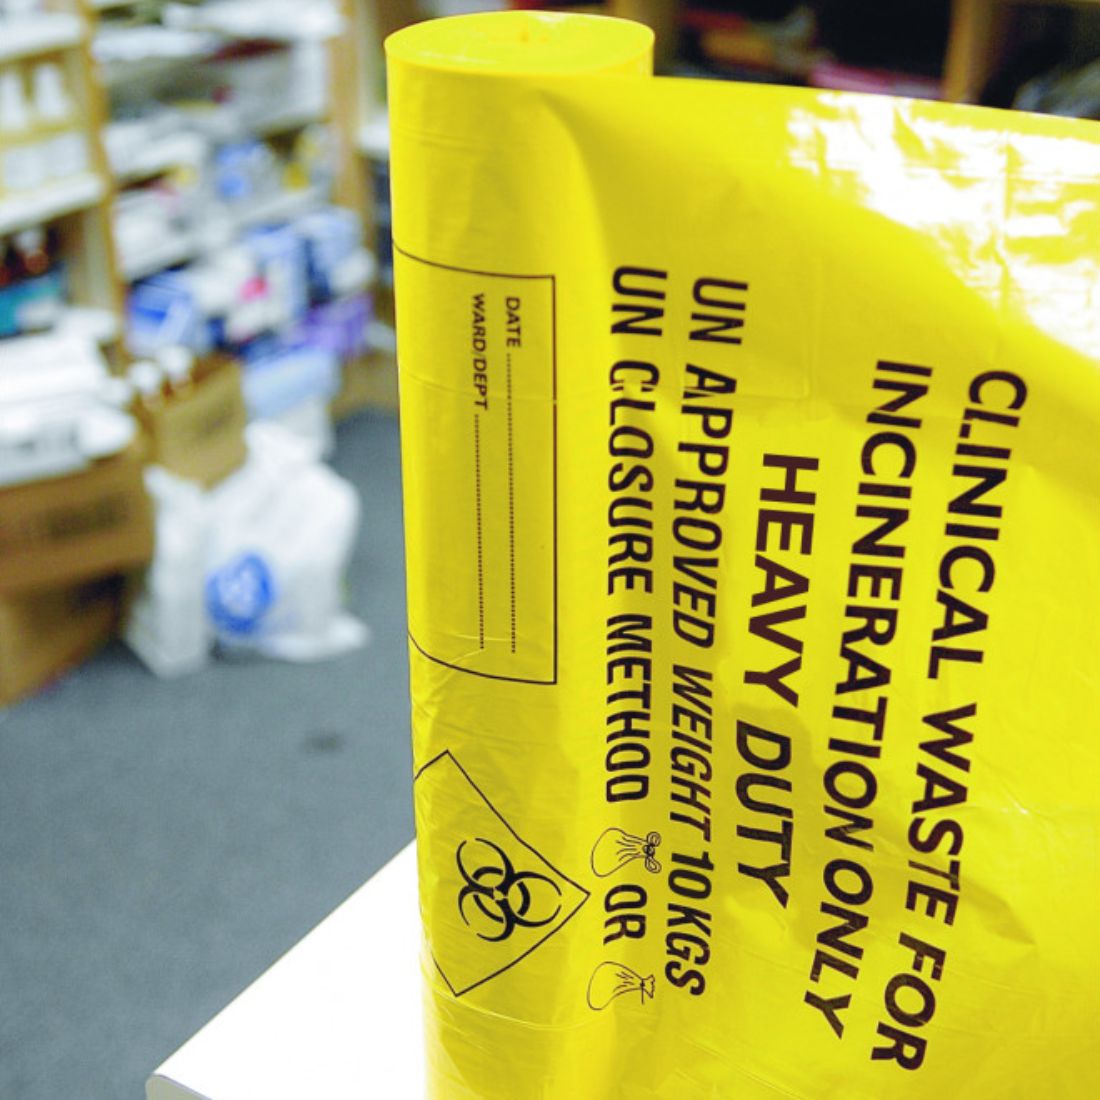 CLINICAL WASTE FOR
INCINERATION ONLY
HEAVY DUTY
UN APPROVED WEIGHT 10 KGS
UN CLOSURE METHOD OR
DATE
WARD/DEPT